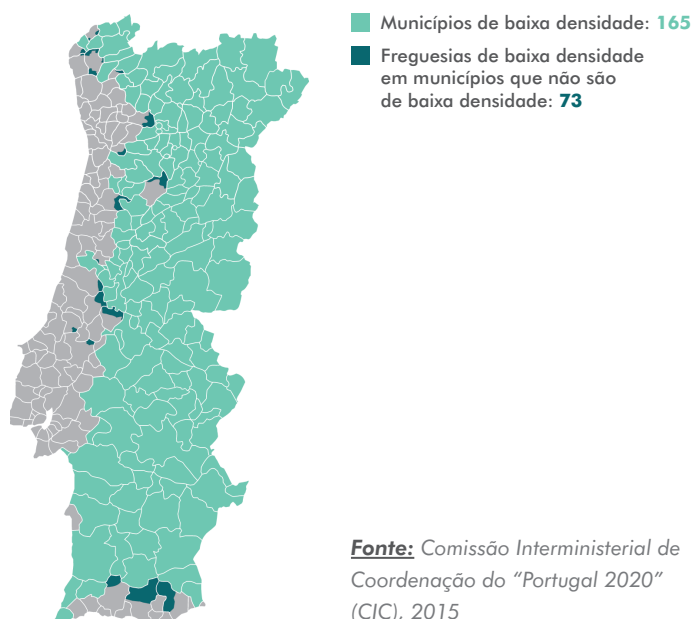 Municípios de baixa densidade: 165
Freguesias de baixa densidade
em municípios que não são
de baixa densidade: 73
Fonte: Comissão Interministerial de
Coordenação do “Portugal 2020”
(CIC), 2015